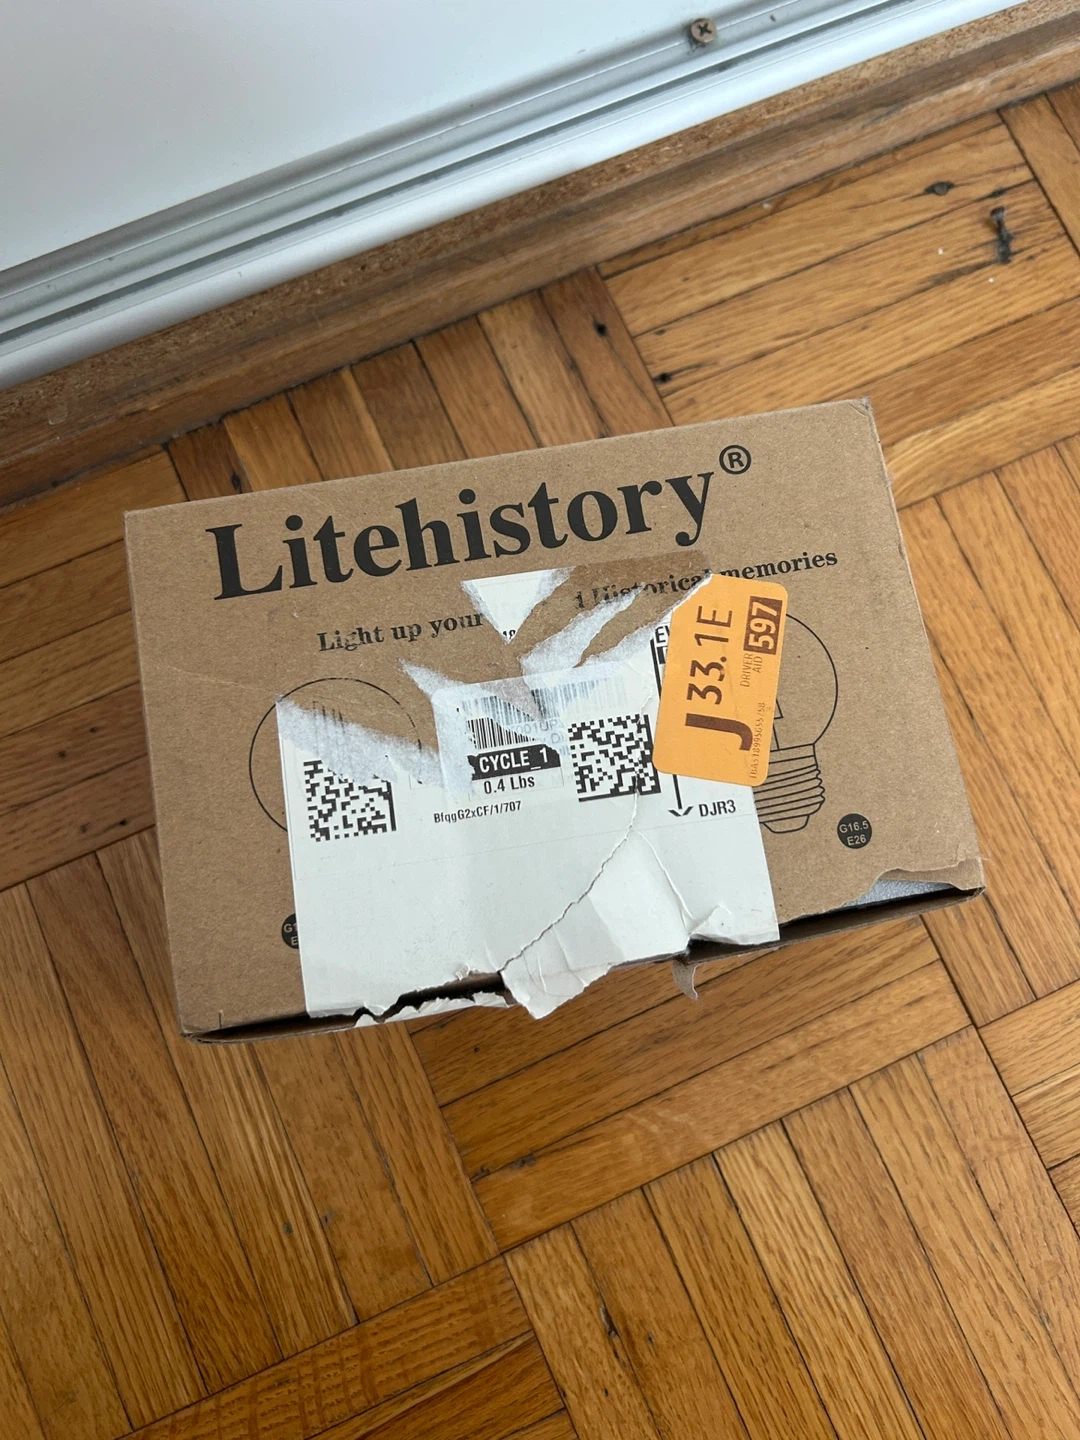 Litehistory®
Light up your
Historical memories
J
33.1E
DRIVER
AID
597
CYCLE_1
0.4 Lbs
BfqgG2xCF/1/707
DJR3
G16.5
E26